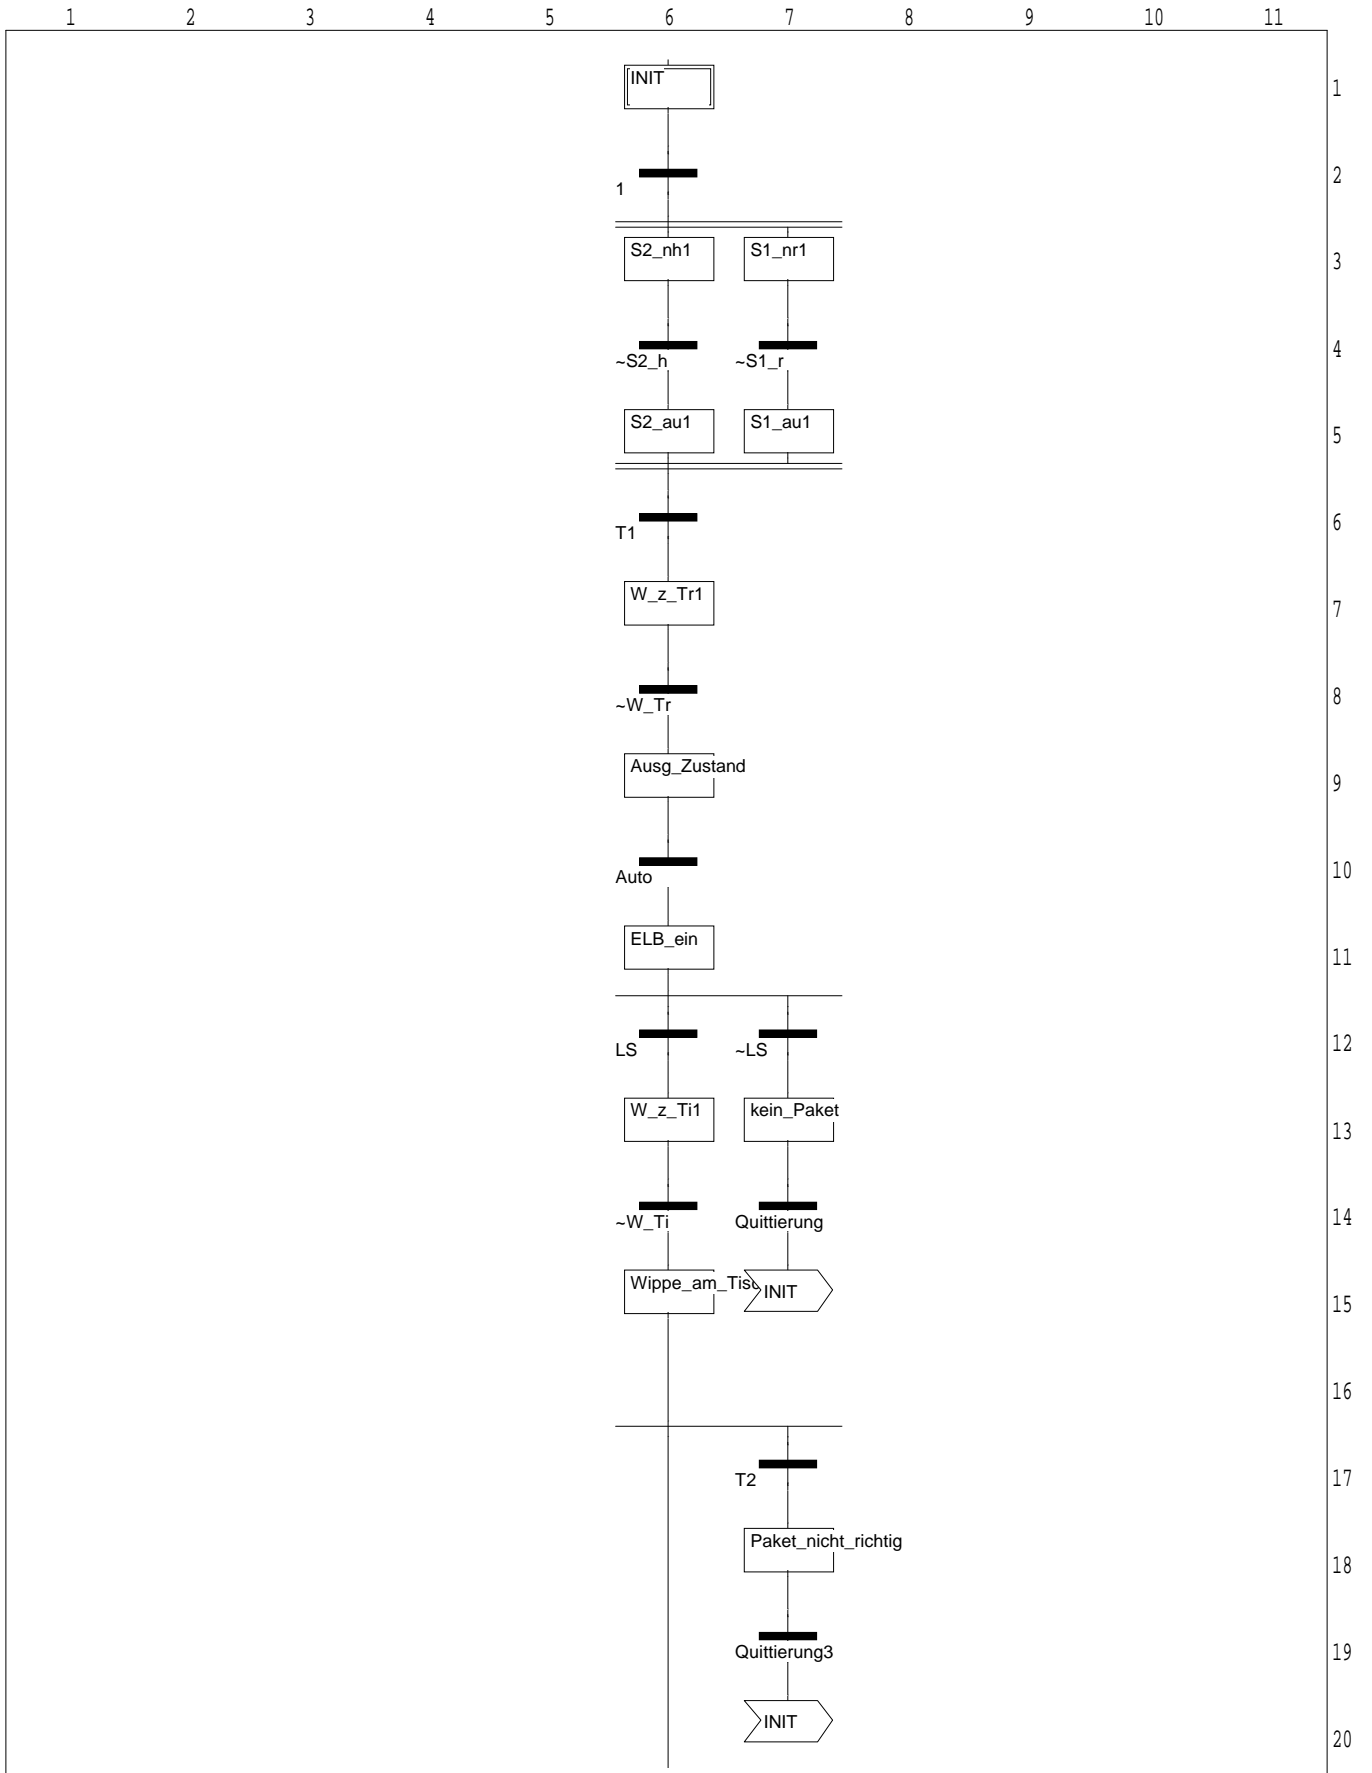 1 2 3 4 5 6 7 8 9 10 11
INIT
1
1
2
S2_nh1 S1_nr1
3
~S2_h ~S1_r
4
S2_au1 S1_au1
5
T1
6
W_z_Tr1
7
~W_Tr
8
Ausg_Zustand
9
Auto
10
ELB_ein
11
LS ~LS
12
W_z_Ti1 kein_Paket
13
~W_Ti Quittierung
14
Wippe_am_Tisc INIT
15
16
T2
17
Paket_nicht_richtig
18
Quittierung3
19
INIT
20